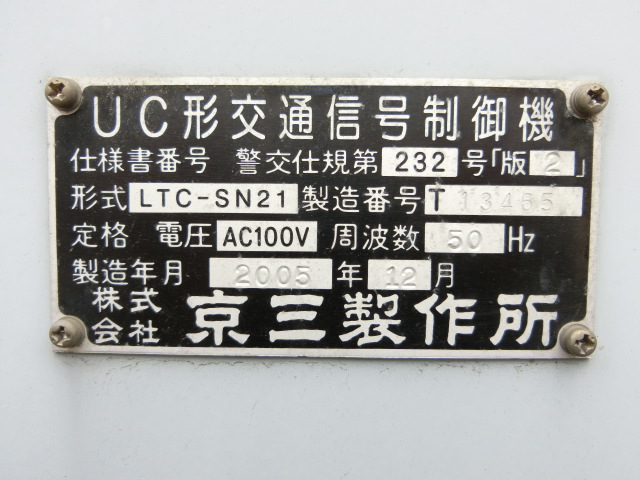 UC形交通信号制御機
仕様書番号 警交仕規第 232 号「版 2」
形式 LTC-SN21 製造番号 T 13465
定格 電圧 AC100V 周波数 50 Hz
製造年月 2005 年 12 月
株式会社 京三製作所